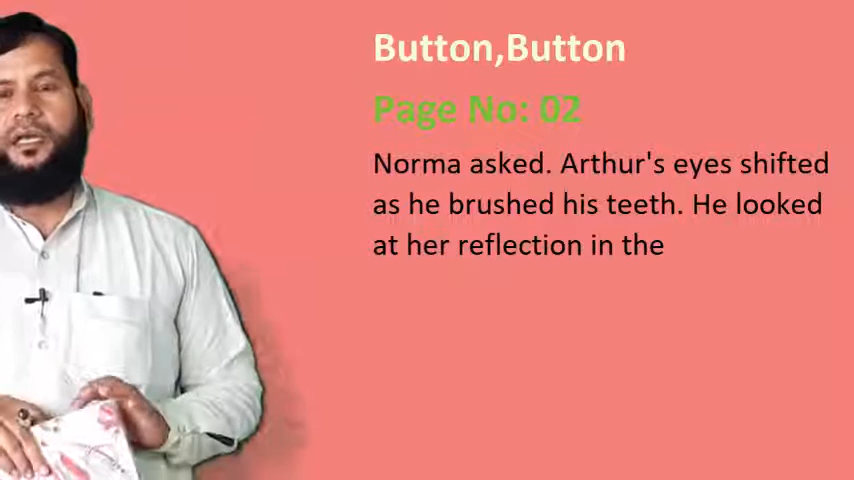 Button,Button
Page No: 02
Norma asked. Arthur's eyes shifted
as he brushed his teeth. He looked
at her reflection in the